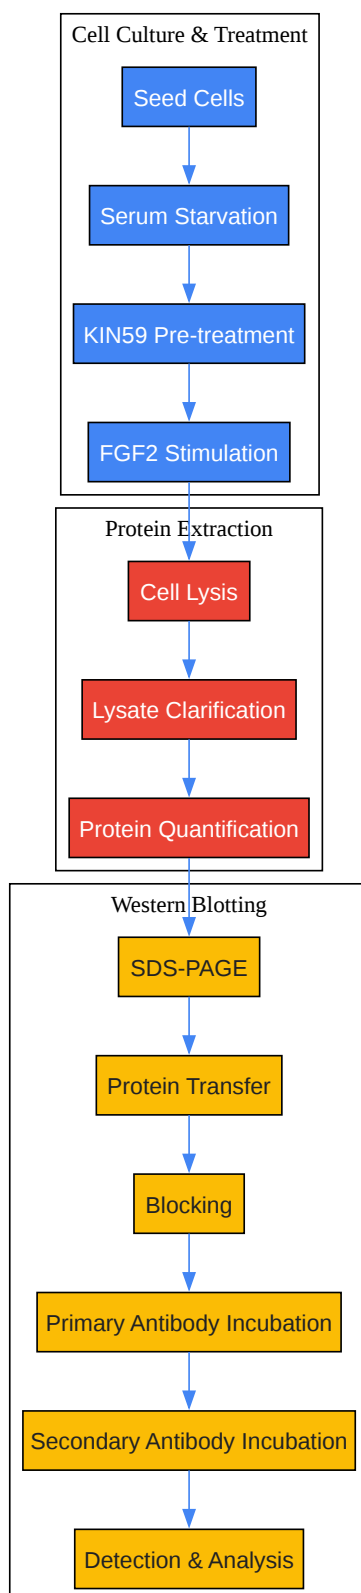 Cell Culture & Treatment
Seed Cells
Serum Starvation
KIN59 Pre-treatment
FGF2 Stimulation
Protein Extraction
Cell Lysis
Lysate Clarification
Protein Quantification
Western Blotting
SDS-PAGE
Protein Transfer
Blocking
Primary Antibody Incubation
Secondary Antibody Incubation
Detection & Analysis